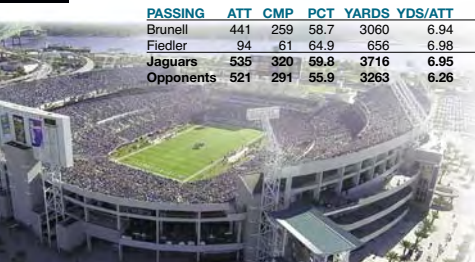 PASSING ATT CMP PCT YARDS YDS/ATT
Brunell 441 259 58.7 3060 6.94
Fiedler 94 61 64.9 656 6.98
Jaguars 535 320 59.8 3716 6.95
Opponents 521 291 55.9 3263 6.26